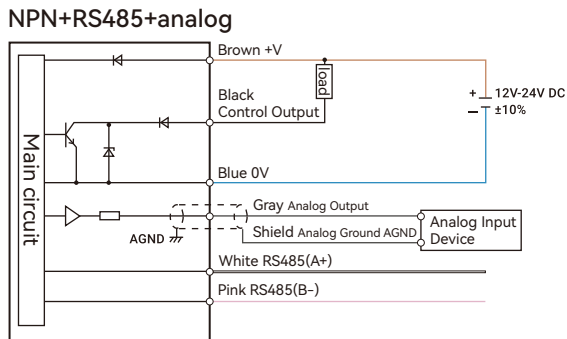 NPN+RS485+analog
Brown +V
load
Black
Control Output
+ 12V-24V DC
− ±10%
Main circuit
Blue 0V
Gray Analog Output
AGND
Shield Analog Ground AGND
Analog Input
Device
White RS485(A+)
Pink RS485(B-)